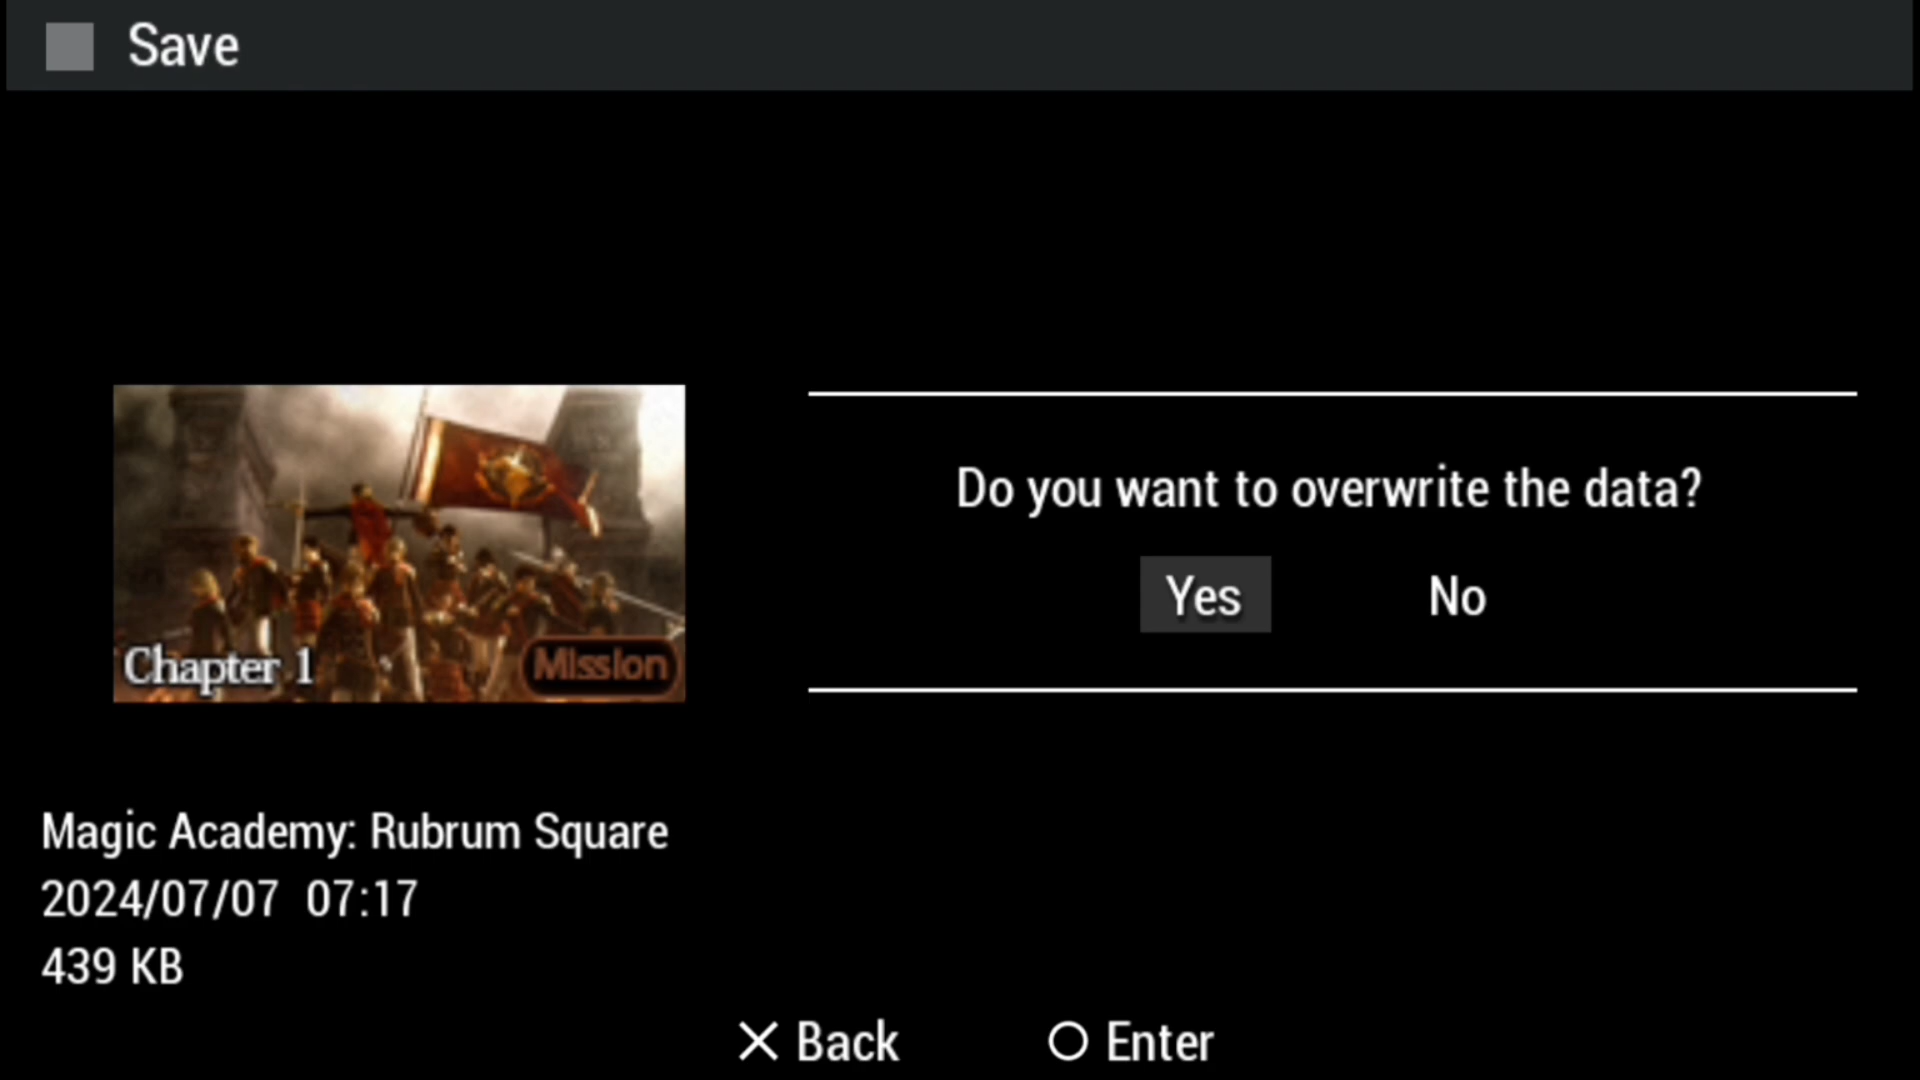 Save
Do you want to overwrite the data?
Yes No
Chapter 1 Mission
Magic Academy: Rubrum Square
2024/07/07 07:17
439 KB
Back Enter